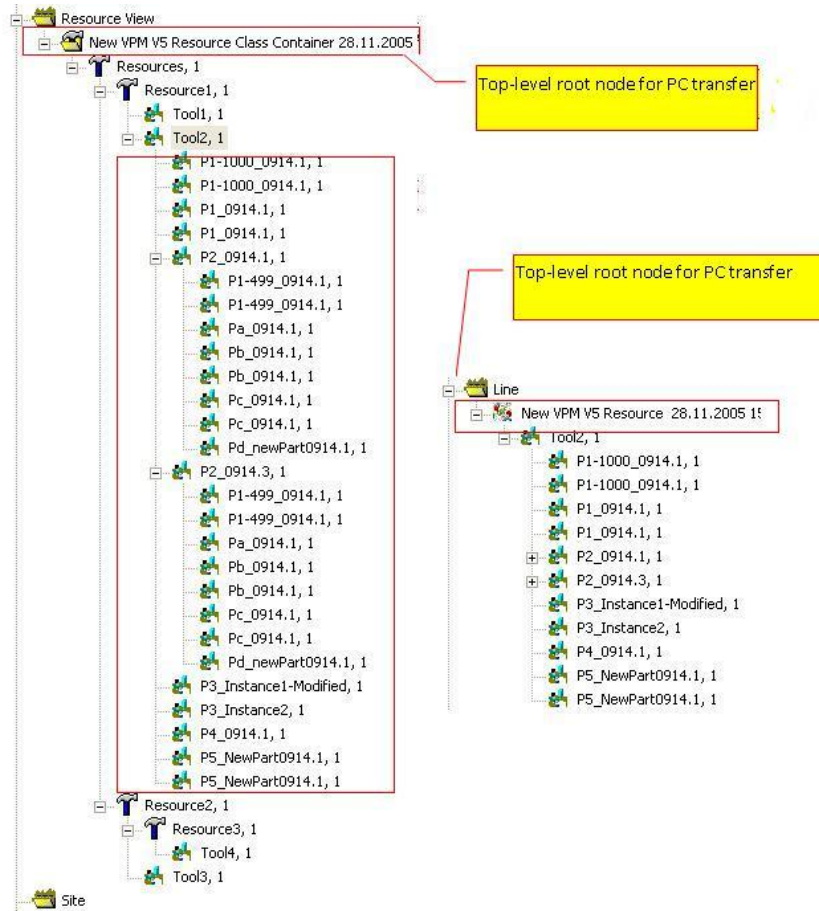 Resource View
New VPM V5 Resource Class Container 28.11.2005
Resources, 1
Resource1, 1
Tool1, 1
Tool2, 1
P1-1000_0914.1, 1
P1-1000_0914.1, 1
P1_0914.1, 1
P1_0914.1, 1
P2_0914.1, 1
P1-499_0914.1, 1
P1-499_0914.1, 1
Pa_0914.1, 1
Pb_0914.1, 1
Pb_0914.1, 1
Pc_0914.1, 1
Pc_0914.1, 1
Pd_newPart0914.1, 1
P2_0914.3, 1
P1-499_0914.1, 1
P1-499_0914.1, 1
Pa_0914.1, 1
Pb_0914.1, 1
Pb_0914.1, 1
Pc_0914.1, 1
Pc_0914.1, 1
Pd_newPart0914.1, 1
P3_Instance1-Modified, 1
P3_Instance2, 1
P4_0914.1, 1
P5_NewPart0914.1, 1
P5_NewPart0914.1, 1
Resource2, 1
Resource3, 1
Tool4, 1
Tool3, 1
Site
Top-level root node for PC transfer
Top-level root node for PC transfer
Line
New VPM V5 Resource 28.11.2005
Tool2, 1
P1-1000_0914.1, 1
P1-1000_0914.1, 1
P1_0914.1, 1
P1_0914.1, 1
P2_0914.1, 1
P2_0914.3, 1
P3_Instance1-Modified, 1
P3_Instance2, 1
P4_0914.1, 1
P5_NewPart0914.1, 1
P5_NewPart0914.1, 1